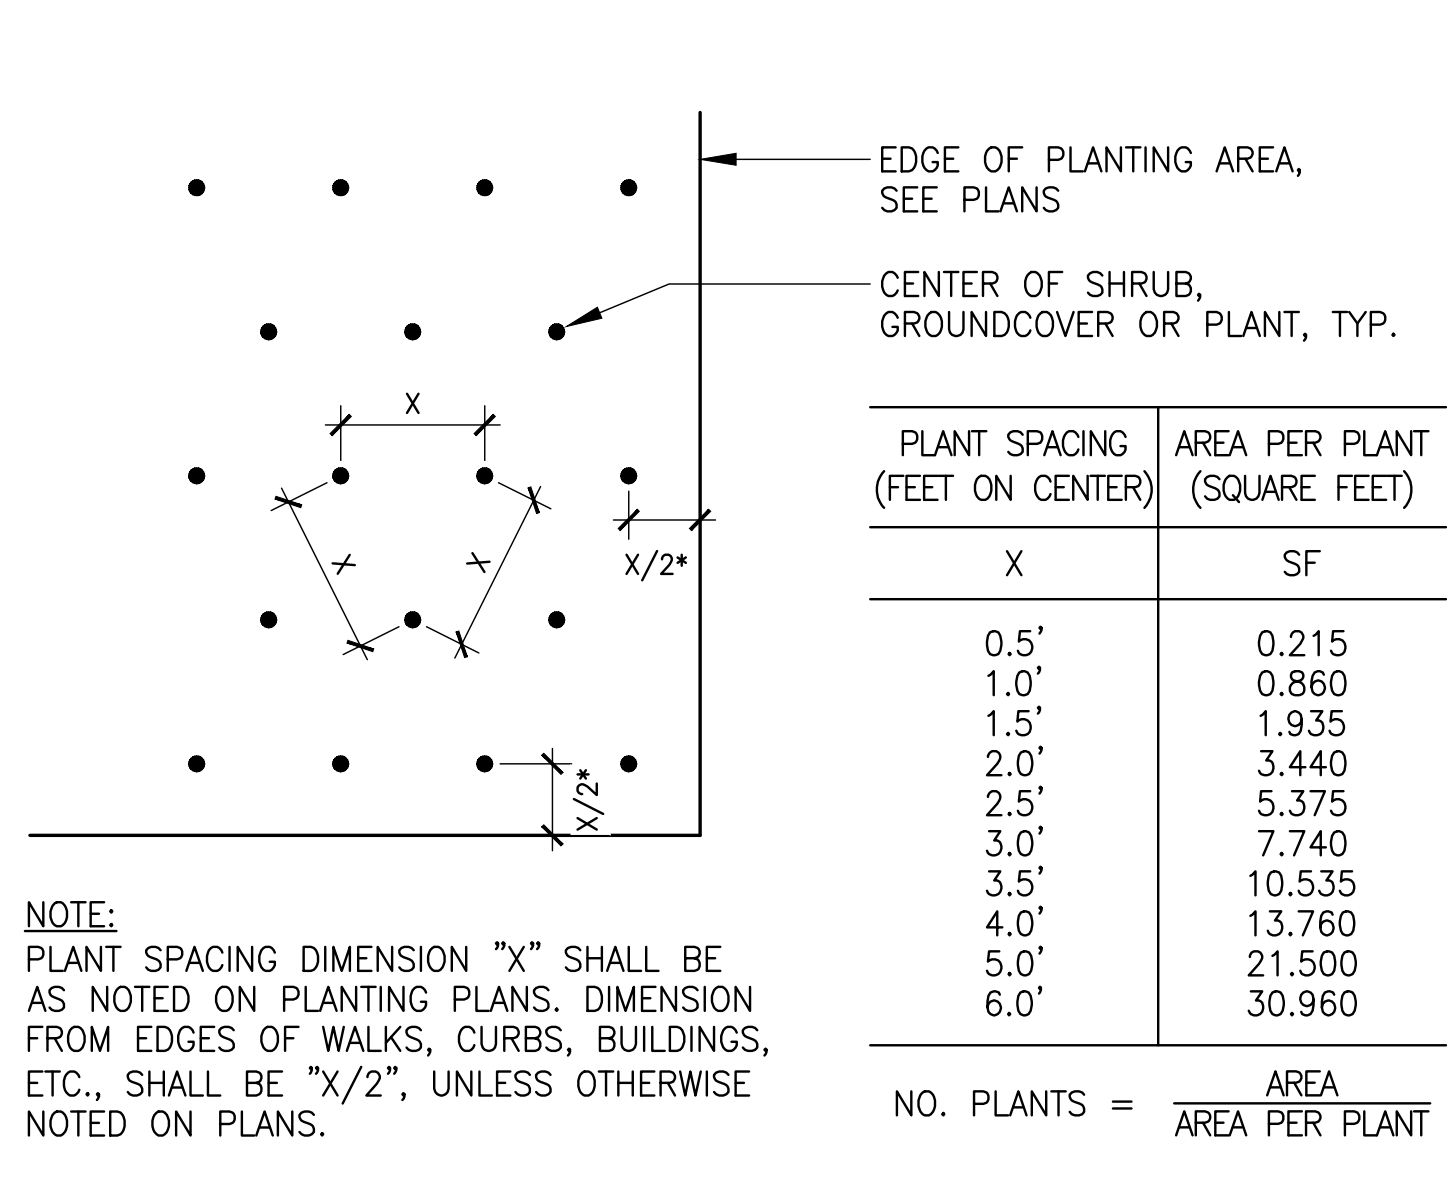 EDGE OF PLANTING AREA,
SEE PLANS
CENTER OF SHRUB,
GROUNDCOVER OR PLANT, TYP.
X
X
X
X/2*
X/2*
PLANT SPACING
(FEET ON CENTER)
AREA PER PLANT
(SQUARE FEET)
X SF
0.5' 0.215
1.0' 0.860
1.5' 1.935
2.0' 3.440
2.5' 5.375
3.0' 7.740
3.5' 10.535
4.0' 13.760
5.0' 21.500
6.0' 30.960
NO. PLANTS =
AREA
AREA PER PLANT
NOTE:
PLANT SPACING DIMENSION "X" SHALL BE
AS NOTED ON PLANTING PLANS. DIMENSION
FROM EDGES OF WALKS, CURBS, BUILDINGS,
ETC., SHALL BE "X/2", UNLESS OTHERWISE
NOTED ON PLANS.